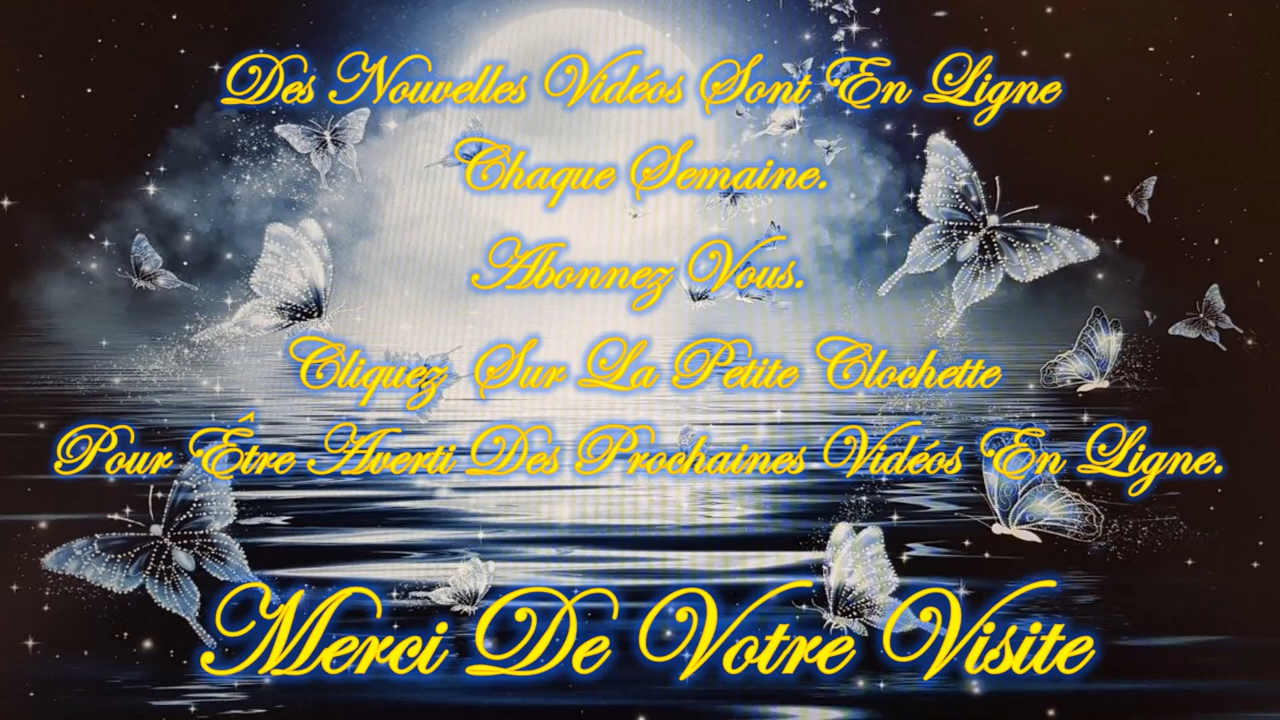 Des Nouvelles Vidéos Sont En Ligne
Chaque Semaine.
Abonnez Vous.
Cliquez Sur La Petite Clochette
Pour Être Averti Des Prochaines Vidéos En Ligne.
Merci De Votre Visite